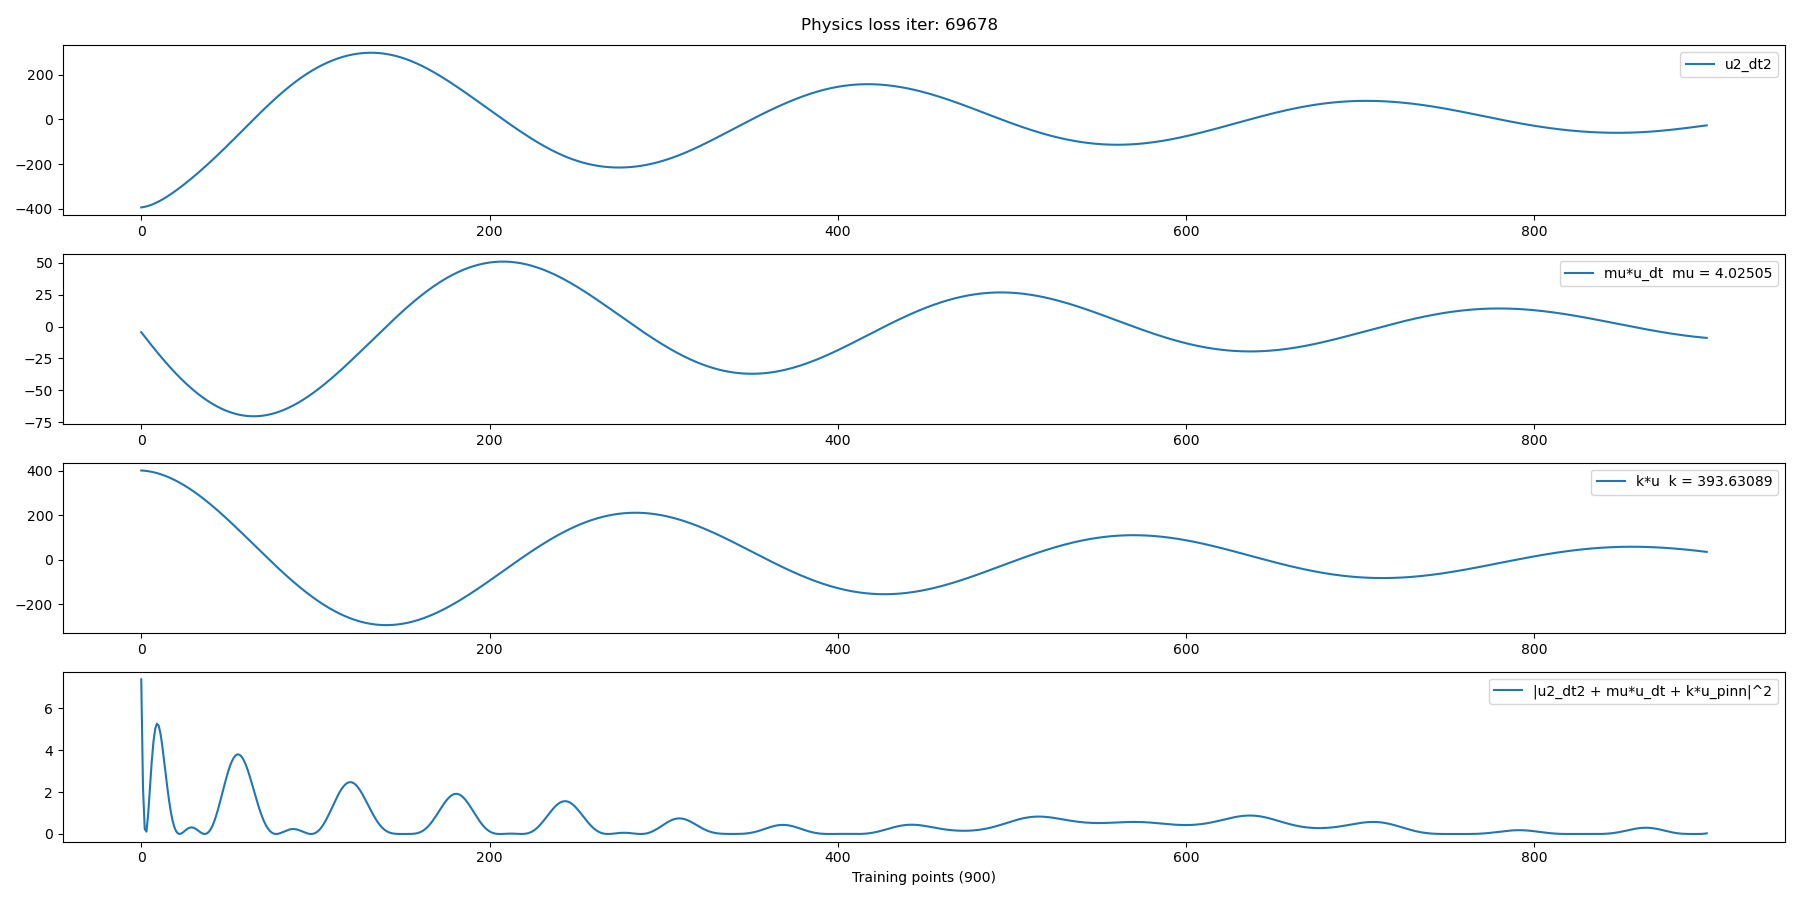 Physics loss iter: 69678
u2_dt2
200
0
−200
−400
0 200 400 600 800
mu*u_dt  mu = 4.02505
50
25
0
−25
−50
−75
0 200 400 600 800
k*u  k = 393.63089
400
200
0
−200
0 200 400 600 800
|u2_dt2 + mu*u_dt + k*u_pinn|^2
6
4
2
0
0 200 400 600 800
Training points (900)